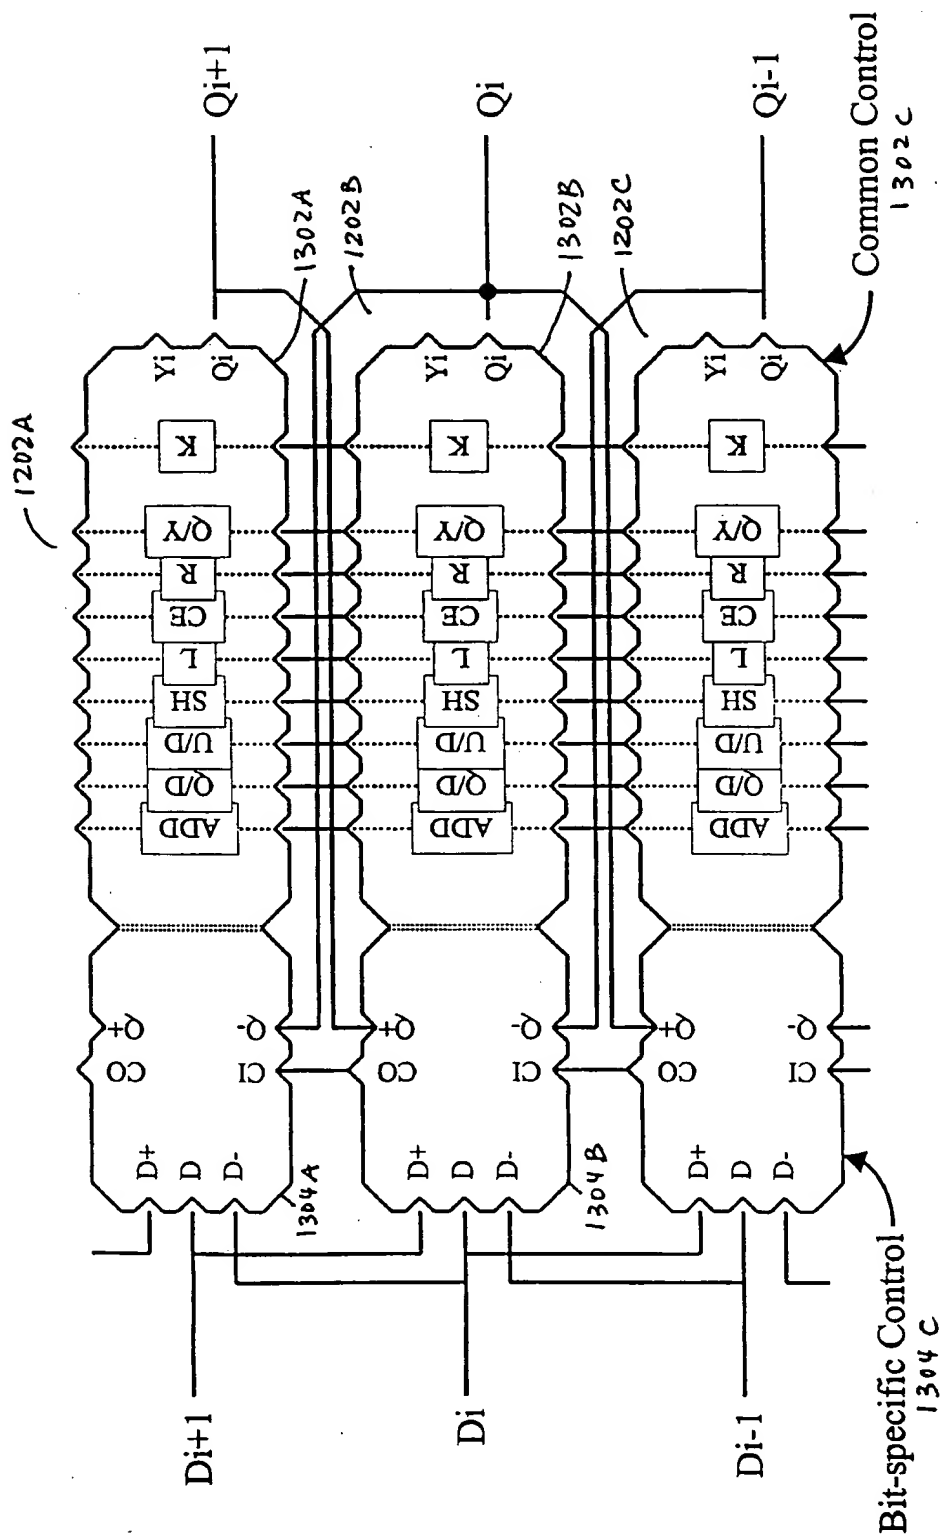 1202A
Di+1
D+
D
D-
CO
Q+
CI
Q-
ADD
Q/D
U/D
SH
L
CE
R
Q/Y
K
Yi
Qi
Qi+1
1304A
1302A
1202B
Di
D+
D
D-
CO
Q+
CI
Q-
ADD
Q/D
U/D
SH
L
CE
R
Q/Y
K
Yi
Qi
Qi
1304B
1302B
1202C
Di-1
D+
D
D-
CO
Q+
CI
Q-
ADD
Q/D
U/D
SH
L
CE
R
Q/Y
K
Yi
Qi
Qi-1
Bit-specific Control
1304C
Common Control
1302C